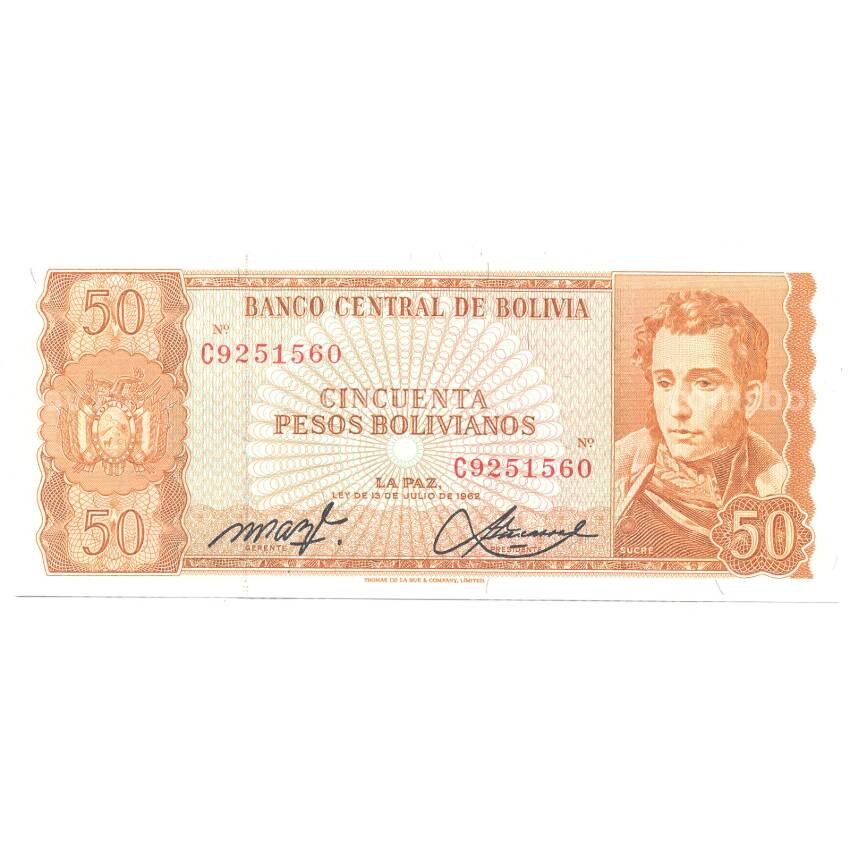 50
BANCO CENTRAL DE BOLIVIA
Nº
C9251560
CINCUENTA
PESOS BOLIVIANOS
Nº
C9251560
LA PAZ,
LEY DE 13 DE JULIO DE 1962
50
GERENTE
PRESIDENTE
SUCRE
50
THOMAS DE LA RUE & COMPANY, LIMITED.